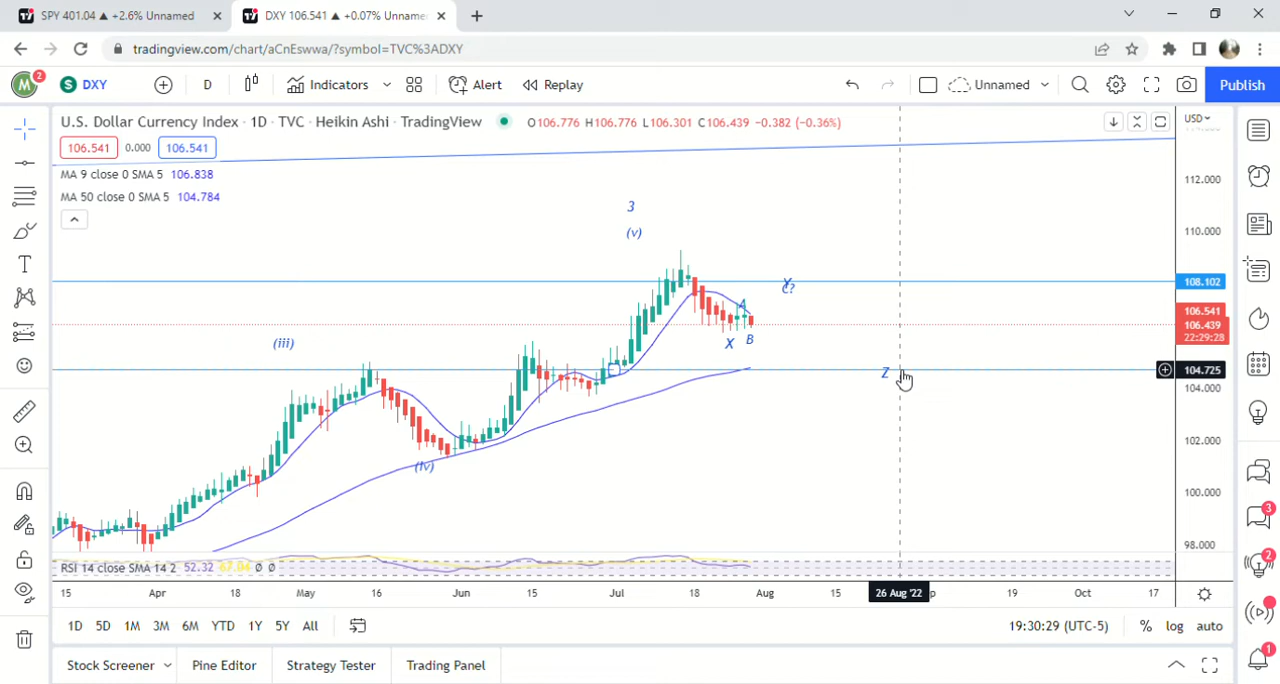 SPY 401.04 ▲ +2.6% Unnamed
DXY 106.541 ▲ +0.07% Unname
tradingview.com/chart/aCnEswwa/?symbol=TVC%3ADXY
M 2 S DXY D Indicators Alert Replay Unnamed Publish
U.S. Dollar Currency Index · 1D · TVC · Heikin Ashi · TradingView O106.776 H106.776 L106.301 C106.439 -0.382 (-0.36%) USD
106.541 0.000 106.541
MA 9 close 0 SMA 5 106.838
MA 50 close 0 SMA 5 104.784
112.000
3
(v)
110.000
108.102
Y
C?
A
106.541
106.439
22:29:28
(iii)
X
B
Z
104.725
104.000
102.000
(iv)
100.000
98.000
RSI 14 close SMA 14 2 52.32 67.04 Ø Ø
15 Apr 18 May 16 Jun 15 Jul 18 Aug 15 26 Aug '22 p 19 Oct 17
1D 5D 1M 3M 6M YTD 1Y 5Y All 19:30:29 (UTC-5) % log auto
Stock Screener Pine Editor Strategy Tester Trading Panel
3
2
1